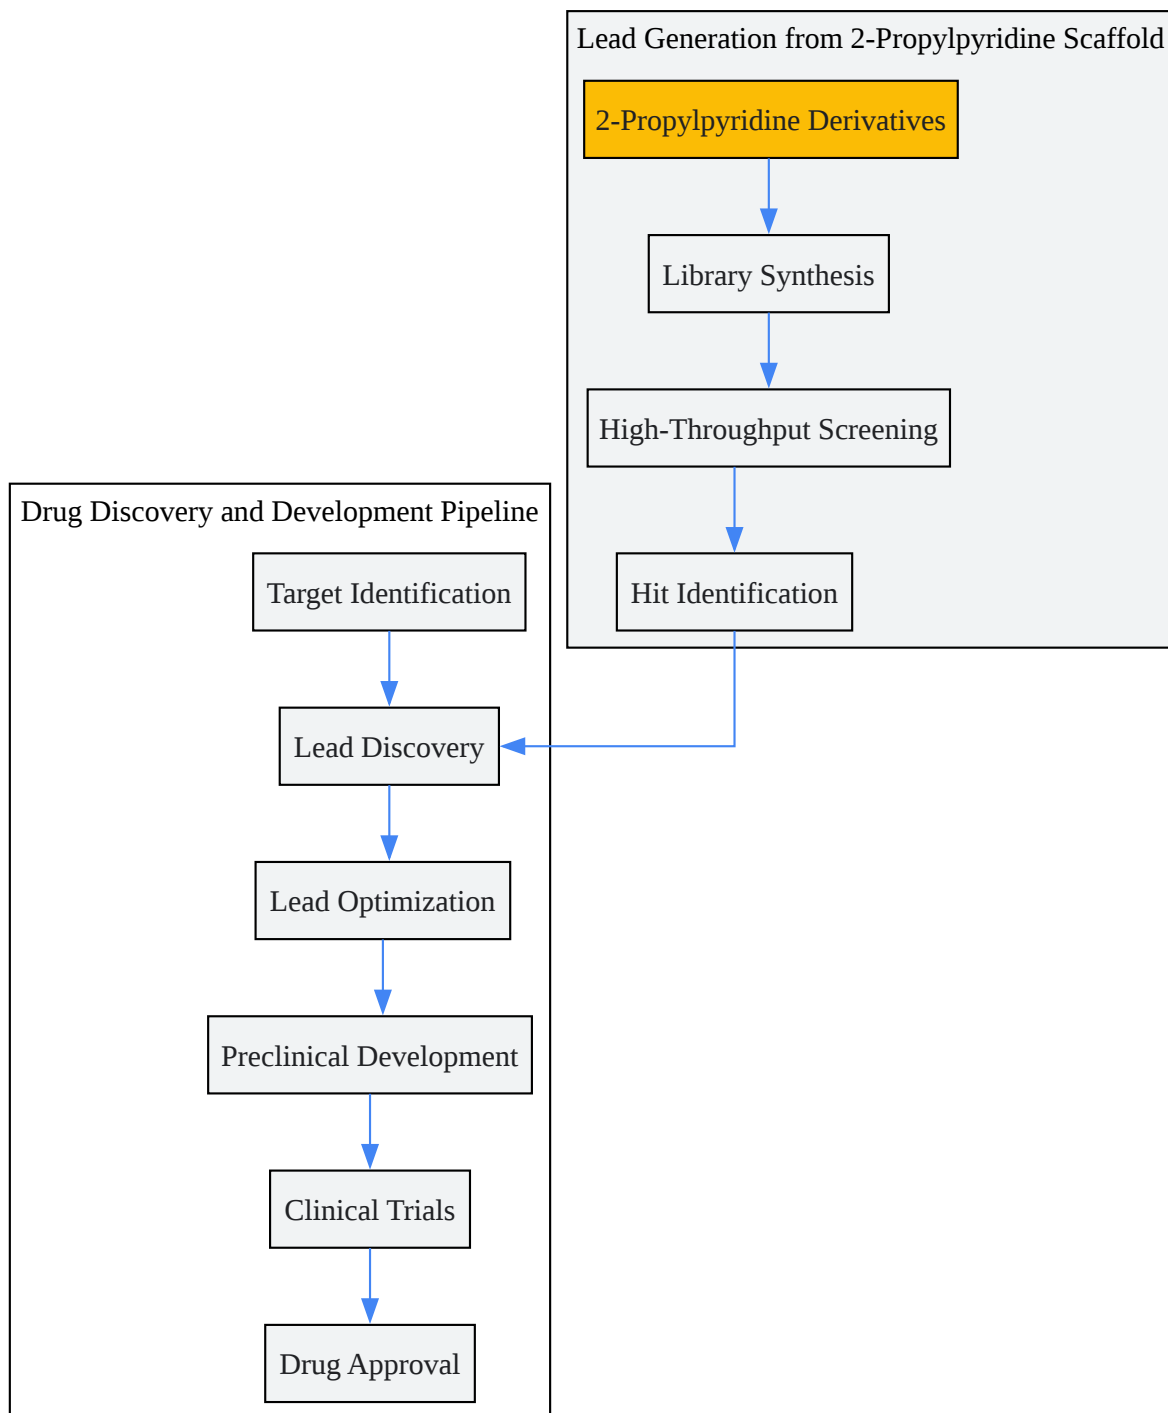 Lead Generation from 2-Propylpyridine Scaffold
2-Propylpyridine Derivatives
Library Synthesis
High-Throughput Screening
Hit Identification
Drug Discovery and Development Pipeline
Target Identification
Lead Discovery
Lead Optimization
Preclinical Development
Clinical Trials
Drug Approval